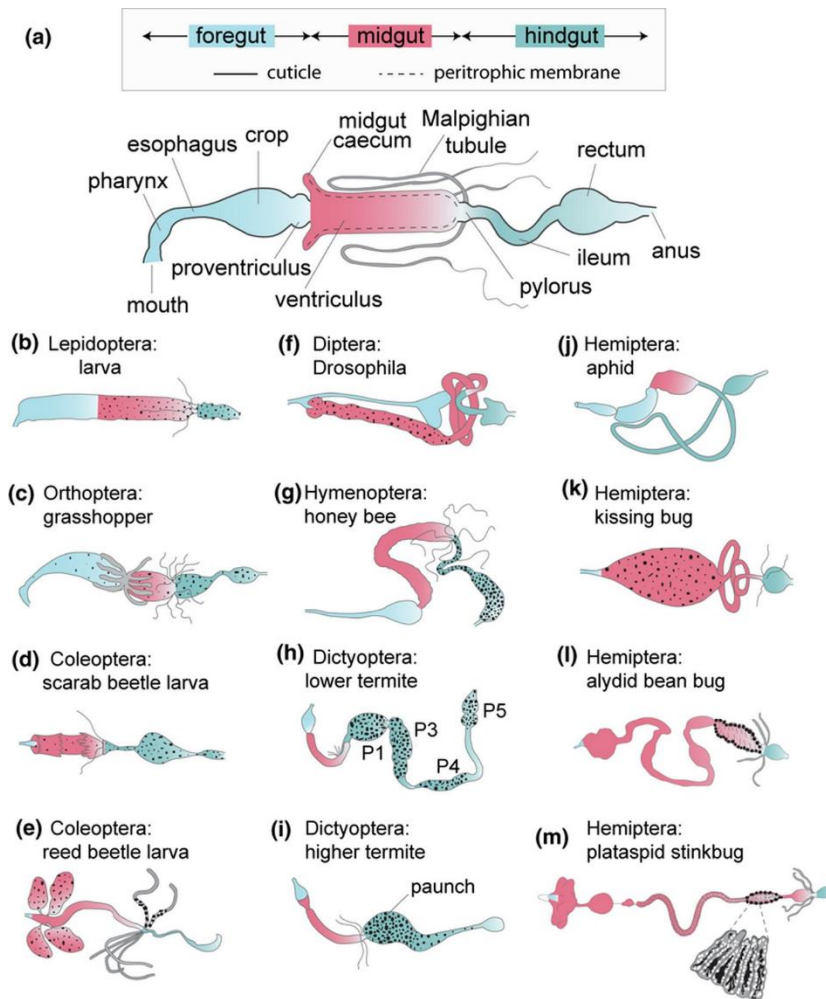 (a)
foregut midgut hindgut
cuticle peritrophic membrane
midgut
caecum
Malpighian
tubule
rectum
crop
esophagus
pharynx
proventriculus
ventriculus
mouth
pylorus
ileum
anus
(b) Lepidoptera:
larva
(f) Diptera:
Drosophila
(j) Hemiptera:
aphid
(c) Orthoptera:
grasshopper
(g) Hymenoptera:
honey bee
(k) Hemiptera:
kissing bug
(d) Coleoptera:
scarab beetle larva
(h) Dictyoptera:
lower termite
P1
P3
P4
P5
(l) Hemiptera:
alydid bean bug
(e) Coleoptera:
reed beetle larva
(i) Dictyoptera:
higher termite
paunch
(m) Hemiptera:
plataspid stinkbug